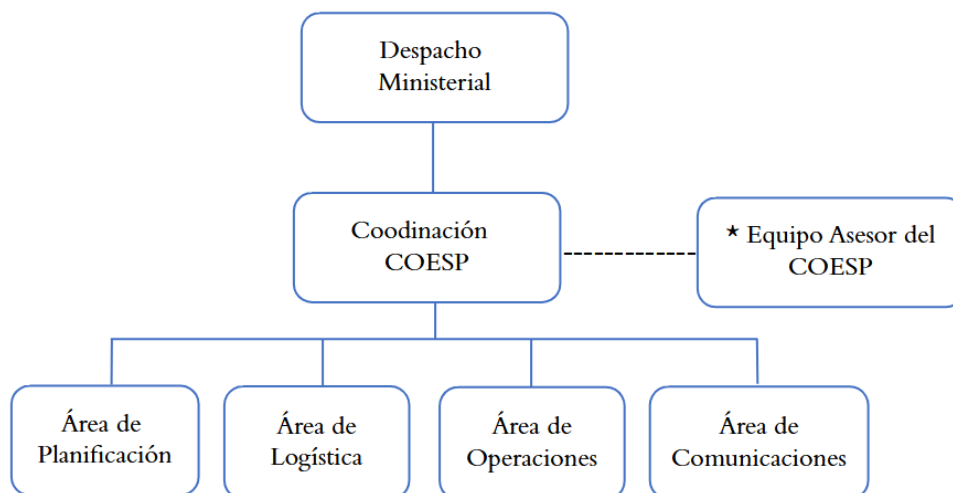 Despacho
Ministerial
Coodinación
COESP
* Equipo Asesor del
COESP
Área de
Planificación
Área de
Logística
Área de
Operaciones
Área de
Comunicaciones